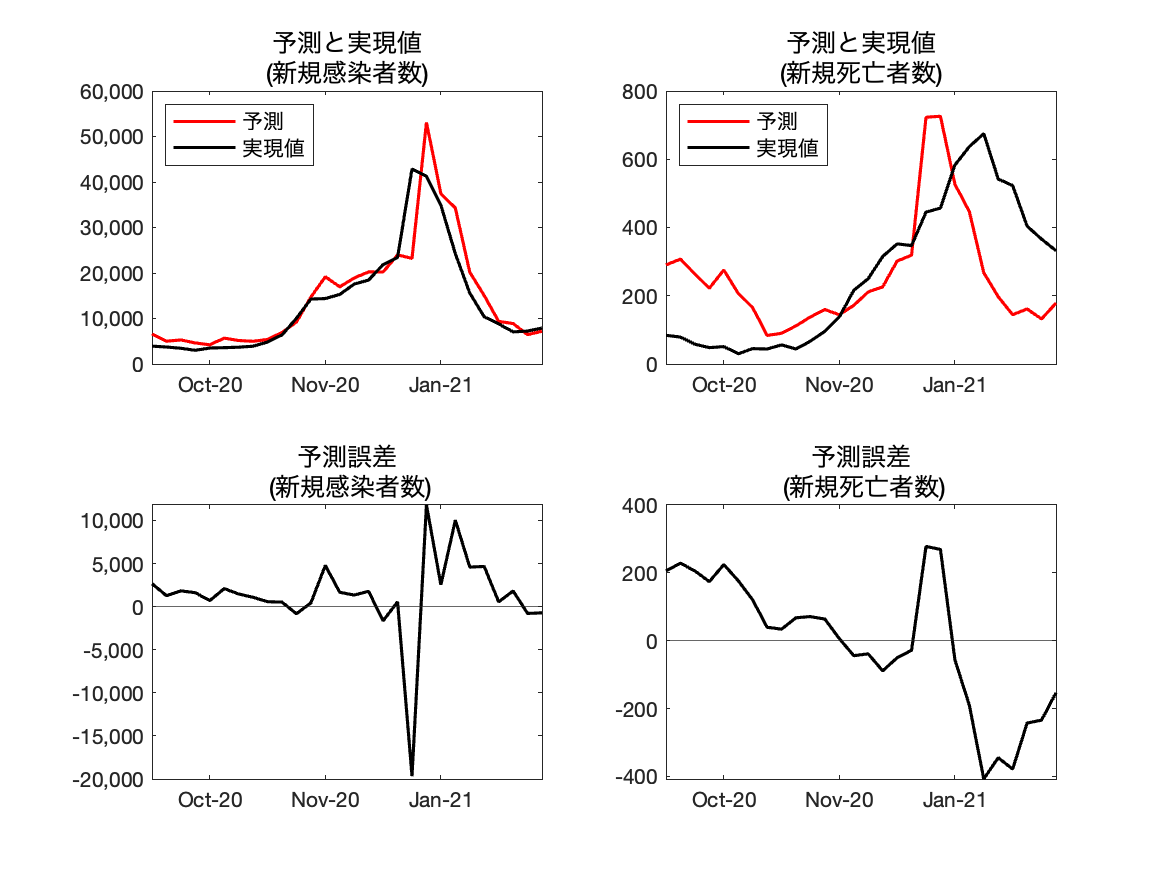 予測と実現値
(新規感染者数)
60,000
50,000
40,000
30,000
20,000
10,000
0
予測
実現値
Oct-20
Nov-20
Jan-21
予測と実現値
(新規死亡者数)
800
600
400
200
0
予測
実現値
Oct-20
Nov-20
Jan-21
予測誤差
(新規感染者数)
10,000
5,000
0
-5,000
-10,000
-15,000
-20,000
Oct-20
Nov-20
Jan-21
予測誤差
(新規死亡者数)
400
200
0
-200
-400
Oct-20
Nov-20
Jan-21